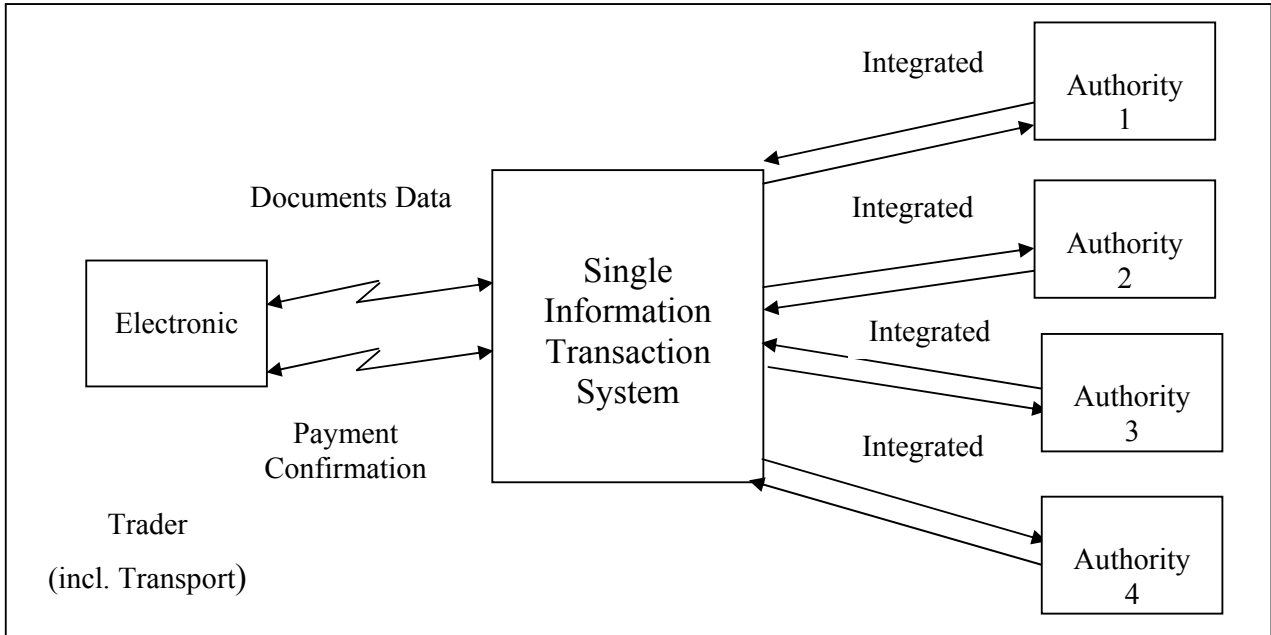 Integrated
Authority
1
Documents Data
Integrated
Authority
2
Electronic
Single
Information
Transaction
System
Integrated
Authority
3
Payment
Confirmation
Integrated
Trader
(incl. Transport)
Authority
4